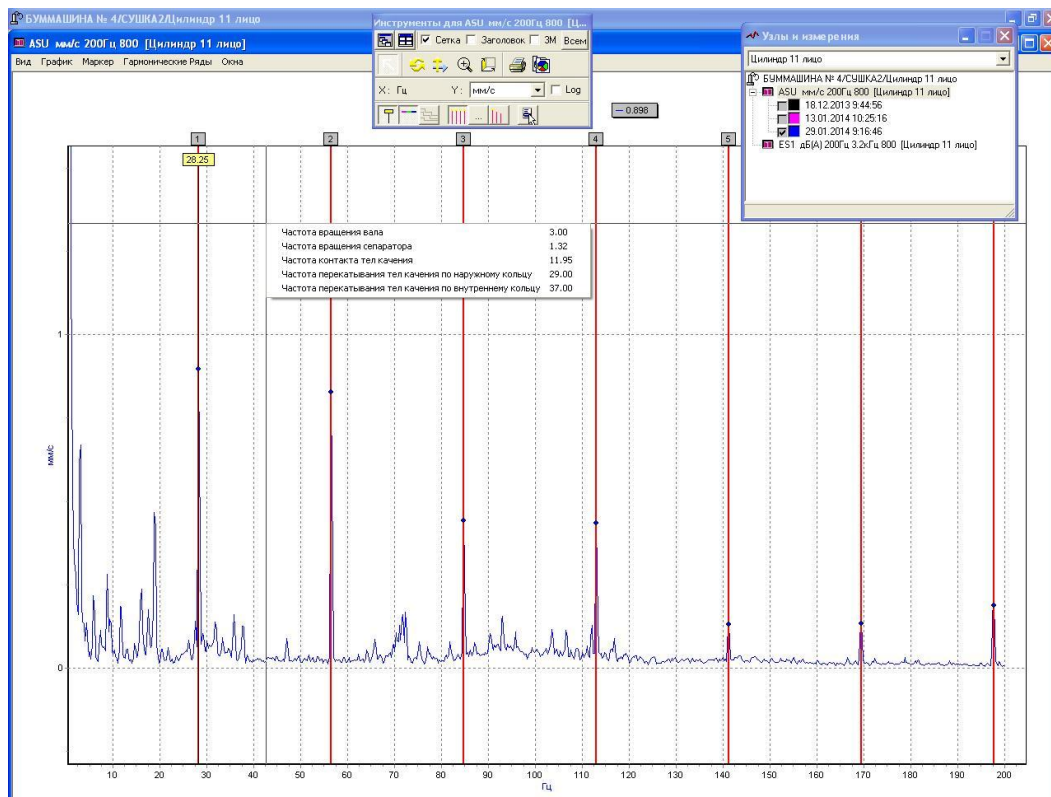 БУММАШИНА № 4/СУШКА2/Цилиндр 11 лицо
ASU мм/с 200Гц 800 [Цилиндр 11 лицо]
Вид График Маркер Гармонические Ряды Окна
Инструменты для ASU мм/с 200Гц 800 [Ц...
Сетка Заголовок 3М Всем
X: Гц Y: мм/с Log
...
0.898
Узлы и измерения
Цилиндр 11 лицо
БУММАШИНА № 4/СУШКА2/Цилиндр 11 лицо
ASU мм/с 200Гц 800 [Цилиндр 11 лицо]
18.12.2013 9:44:56
13.01.2014 10:25:16
29.01.2014 9:16:46
ES1 дБ(А) 200Гц 3.2кГц 800 [Цилиндр 11 лицо]
1 2 3 4 5
28.25
Частота вращения вала 3.00
Частота вращения сепаратора 1.32
Частота контакта тел качения 11.95
Частота перекатывания тел качения по наружному кольцу 29.00
Частота перекатывания тел качения по внутреннему кольцу 37.00
1
мм/с
0
10 20 30 40 50 60 70 80 90 100 110 120 130 140 150 160 170 180 190 200
Гц